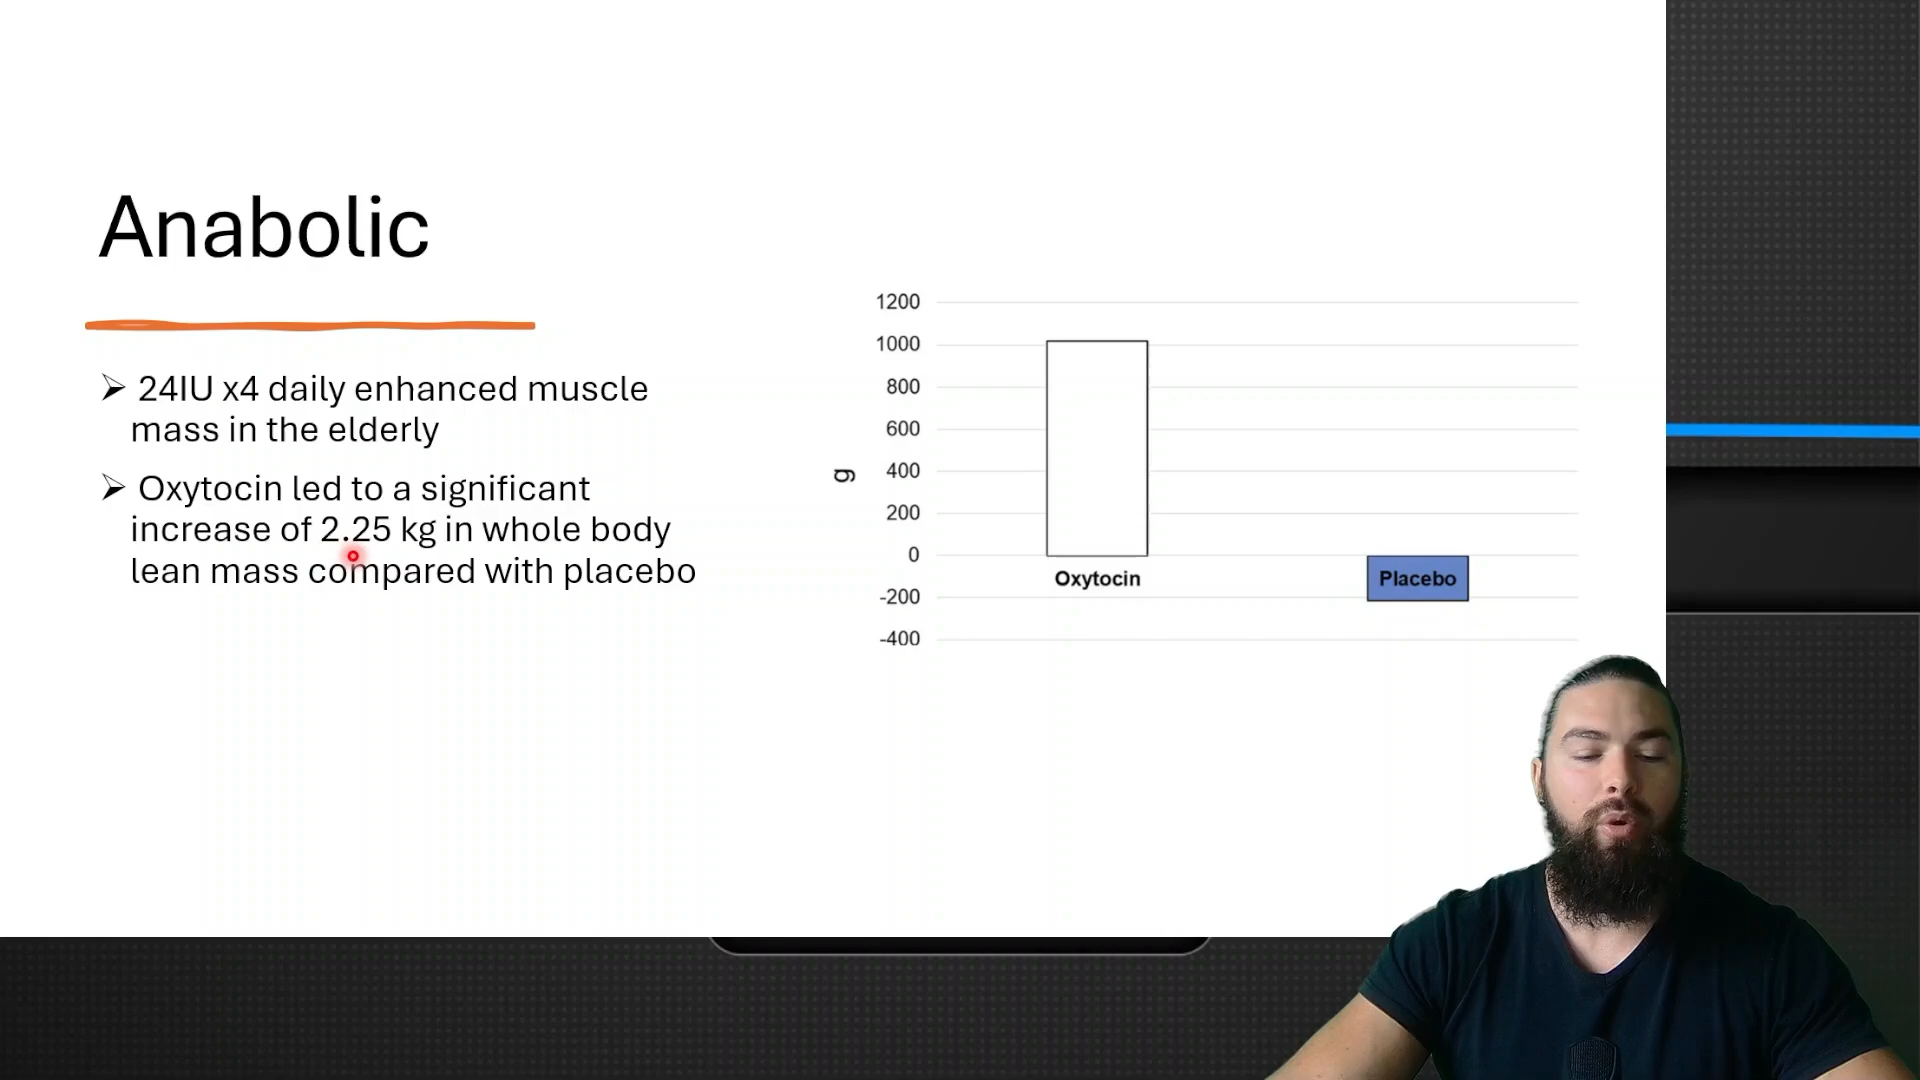 Anabolic
➢ 24IU x4 daily enhanced muscle
mass in the elderly
➢ Oxytocin led to a significant
increase of 2.25 kg in whole body
lean mass compared with placebo
1200
1000
800
600
400
200
0
-200
-400
g
Oxytocin
Placebo